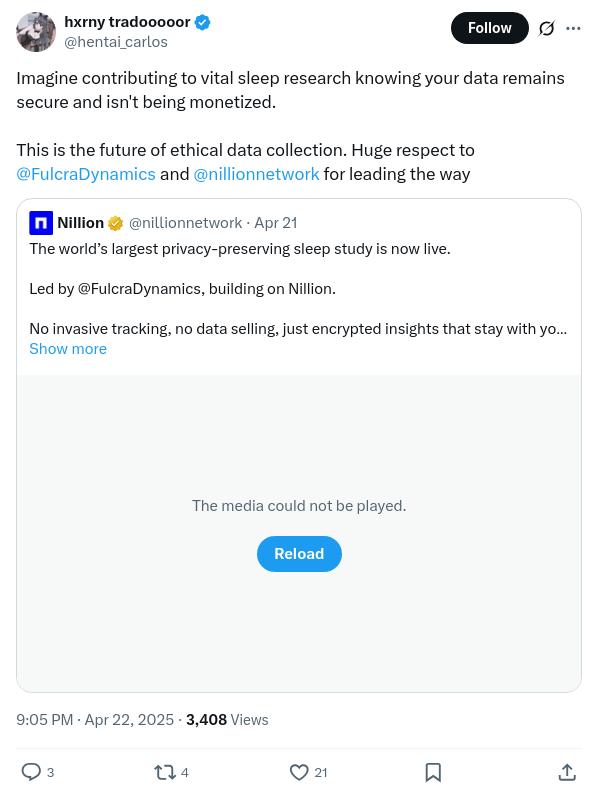 hxrny tradooooor
Follow
@hentai_carlos
Imagine contributing to vital sleep research knowing your data remains
secure and isn't being monetized.
This is the future of ethical data collection. Huge respect to
@FulcraDynamics and @nillionnetwork for leading the way
Nillion @nillionnetwork · Apr 21
The world’s largest privacy-preserving sleep study is now live.
Led by @FulcraDynamics, building on Nillion.
No invasive tracking, no data selling, just encrypted insights that stay with yo...
Show more
The media could not be played.
Reload
9:05 PM · Apr 22, 2025 · 3,408 Views
3 4 21